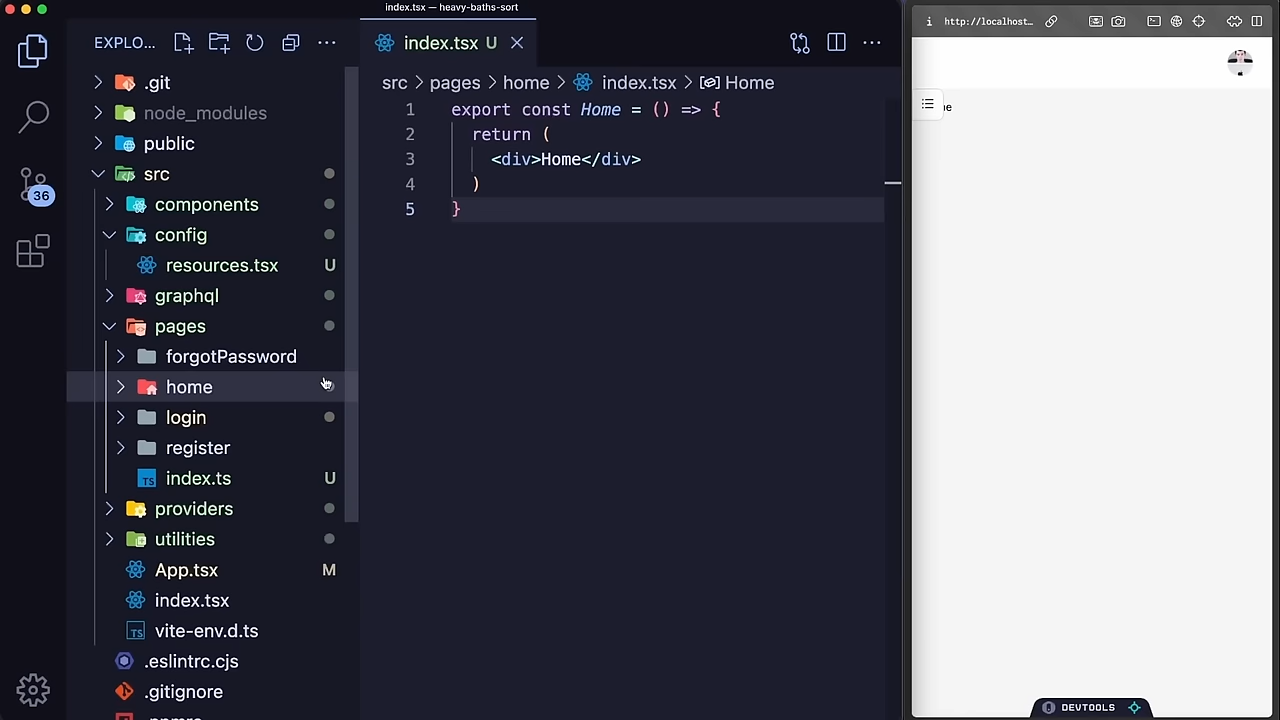 index.tsx — heavy-baths-sort
EXPLO...
index.tsx U
http://localhost...
src > pages > home > index.tsx > Home
.git
node_modules
public
src
components
config
resources.tsx U
graphql
pages
forgotPassword
home
login
register
index.ts U
providers
utilities
App.tsx M
index.tsx
vite-env.d.ts
.eslintrc.cjs
.gitignore
36
1 export const Home = () => {
2 return (
3 <div>Home</div>
4 )
5 }
DEVTOOLS